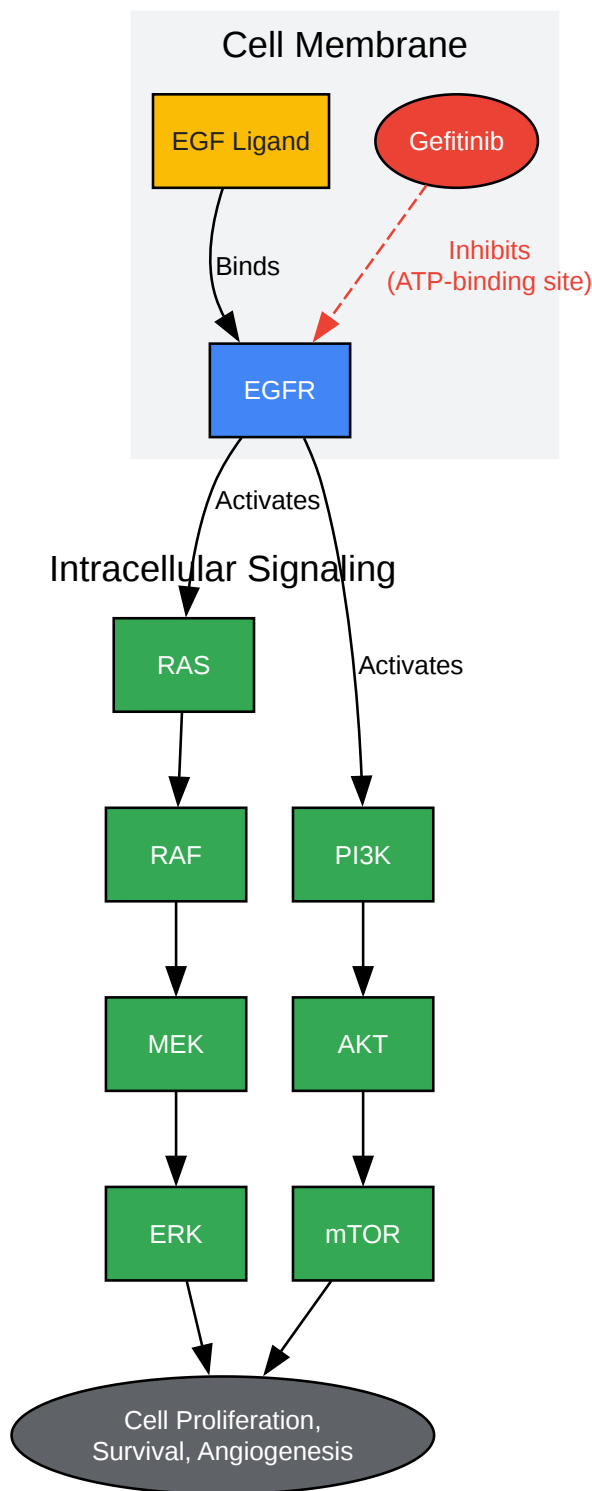 Cell Membrane
EGF Ligand
Gefitinib
Binds
Inhibits
(ATP-binding site)
EGFR
Activates
Intracellular Signaling
RAS
Activates
RAF
PI3K
MEK
AKT
ERK
mTOR
Cell Proliferation,
Survival, Angiogenesis